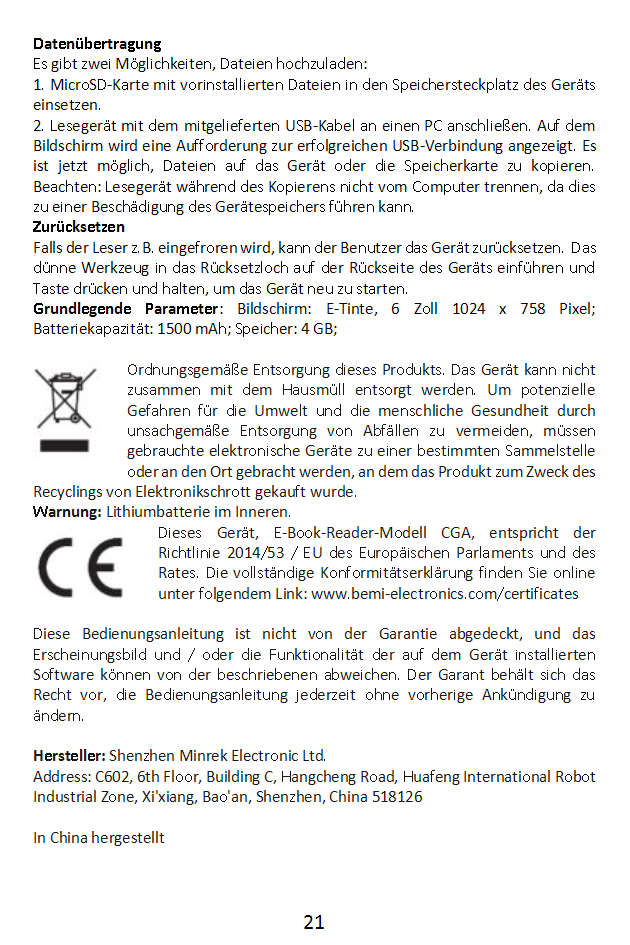 Datenübertragung
Es gibt zwei Möglichkeiten, Dateien hochzuladen:
1. MicroSD-Karte mit vorinstallierten Dateien in den Speichersteckplatz des Geräts
einsetzen.
2. Lesegerät mit dem mitgelieferten USB-Kabel an einen PC anschließen. Auf dem
Bildschirm wird eine Aufforderung zur erfolgreichen USB-Verbindung angezeigt. Es
ist jetzt möglich, Dateien auf das Gerät oder die Speicherkarte zu kopieren.
Beachten: Lesegerät während des Kopierens nicht vom Computer trennen, da dies
zu einer Beschädigung des Gerätespeichers führen kann.
Zurücksetzen
Falls der Leser z. B. eingefroren wird, kann der Benutzer das Gerät zurücksetzen. Das
dünne Werkzeug in das Rücksetzloch auf der Rückseite des Geräts einführen und
Taste drücken und halten, um das Gerät neu zu starten.
Grundlegende Parameter: Bildschirm: E-Tinte, 6 Zoll 1024 x 758 Pixel;
Batteriekapazität: 1500 mAh; Speicher: 4 GB;
Ordnungsgemäße Entsorgung dieses Produkts. Das Gerät kann nicht
zusammen mit dem Hausmüll entsorgt werden. Um potenzielle
Gefahren für die Umwelt und die menschliche Gesundheit durch
unsachgemäße Entsorgung von Abfällen zu vermeiden, müssen
gebrauchte elektronische Geräte zu einer bestimmten Sammelstelle
oder an den Ort gebracht werden, an dem das Produkt zum Zweck des
Recyclings von Elektronikschrott gekauft wurde.
Warnung: Lithiumbatterie im Inneren.
CE
Dieses Gerät, E-Book-Reader-Modell CGA, entspricht der
Richtlinie 2014/53 / EU des Europäischen Parlaments und des
Rates. Die vollständige Konformitätserklärung finden Sie online
unter folgendem Link: www.bemi-electronics.com/certificates
Diese Bedienungsanleitung ist nicht von der Garantie abgedeckt, und das
Erscheinungsbild und / oder die Funktionalität der auf dem Gerät installierten
Software können von der beschriebenen abweichen. Der Garant behält sich das
Recht vor, die Bedienungsanleitung jederzeit ohne vorherige Ankündigung zu
ändern.
Hersteller: Shenzhen Minrek Electronic Ltd.
Address: C602, 6th Floor, Building C, Hangcheng Road, Huafeng International Robot
Industrial Zone, Xi'xiang, Bao'an, Shenzhen, China 518126
In China hergestellt
21